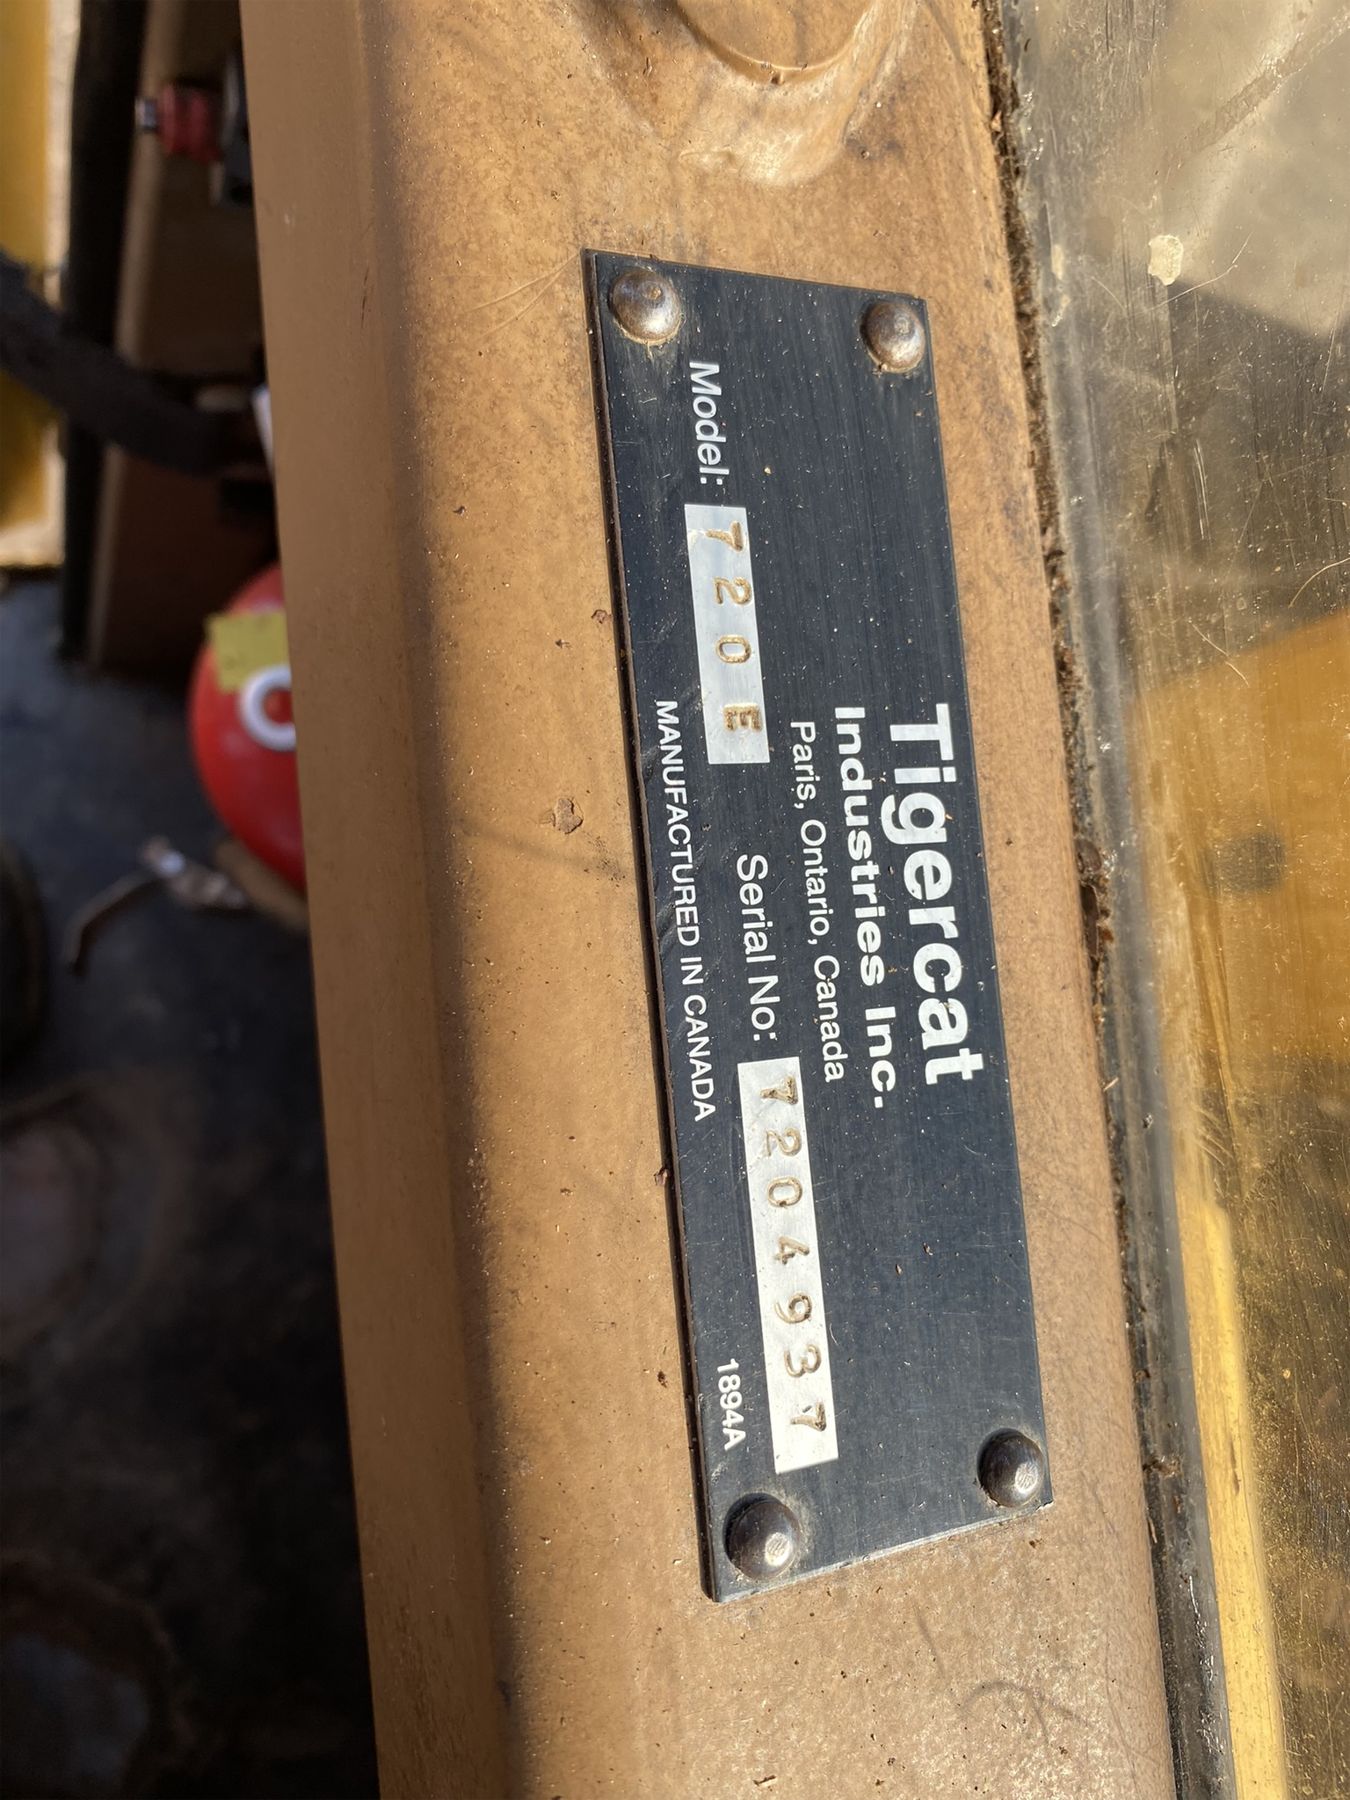 Tigercat
Industries Inc.
Paris, Ontario, Canada
Model: 720E Serial No: 7204937
MANUFACTURED IN CANADA 1894A